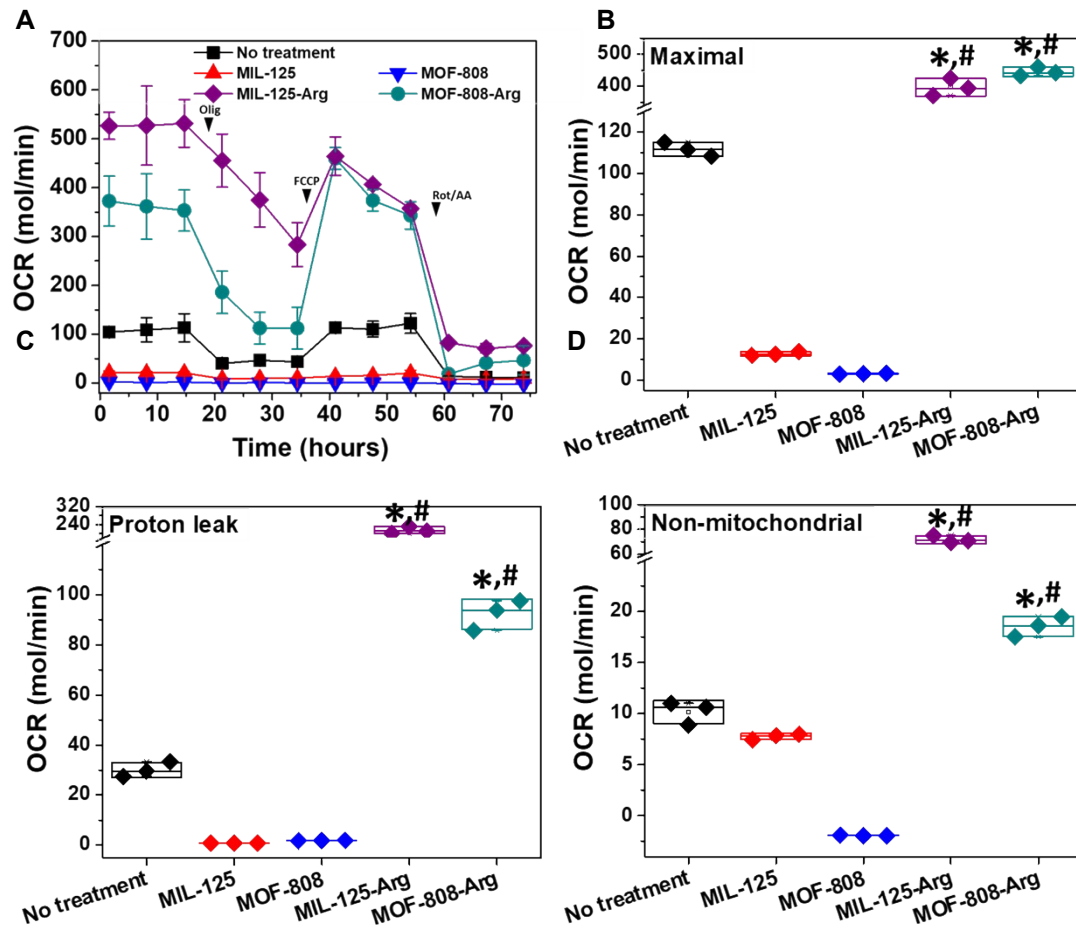 A
OCR (mol/min)
700
600
500
400
300
200
100
0
No treatment
MIL-125
MOF-808
MIL-125-Arg
MOF-808-Arg
Olig
FCCP
Rot/AA
0 10 20 30 40 50 60 70
Time (hours)
B
Maximal
OCR (mol/min)
500
400
120
100
80
60
40
20
0
*,#
*,#
No treatment
MIL-125
MOF-808
MIL-125-Arg
MOF-808-Arg
C
Proton leak
OCR (mol/min)
320
240
100
80
60
40
20
0
*,#
*,#
No treatment
MIL-125
MOF-808
MIL-125-Arg
MOF-808-Arg
D
Non-mitochondrial
OCR (mol/min)
100
90
80
70
60
20
15
10
5
0
*,#
*,#
No treatment
MIL-125
MOF-808
MIL-125-Arg
MOF-808-Arg